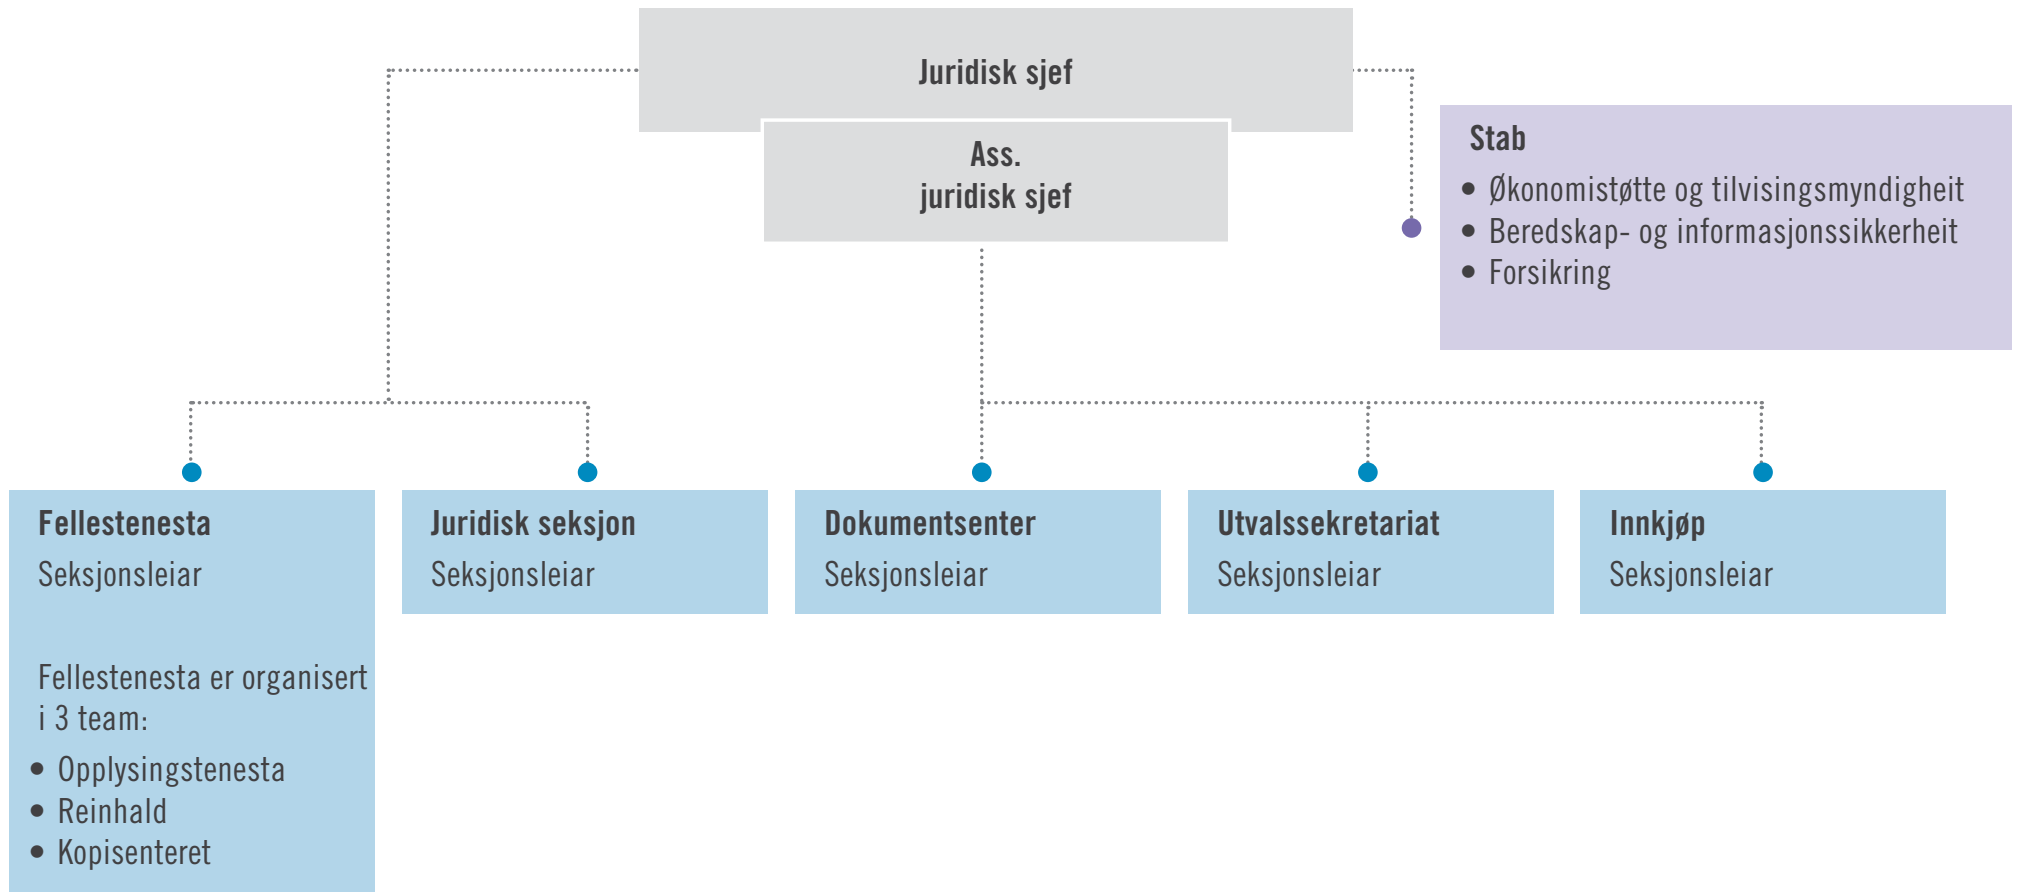 Juridisk sjef
Ass.
juridisk sjef
Stab
• Økonomistøtte og tilvisingsmyndigheit
• Beredskap- og informasjonssikkerheit
• Forsikring
Fellestenesta
Seksjonsleiar
Fellestenesta er organisert
i 3 team:
• Opplysingstenesta
• Reinhald
• Kopisenteret
Juridisk seksjon
Seksjonsleiar
Dokumentsenter
Seksjonsleiar
Utvalssekretariat
Seksjonsleiar
Innkjøp
Seksjonsleiar